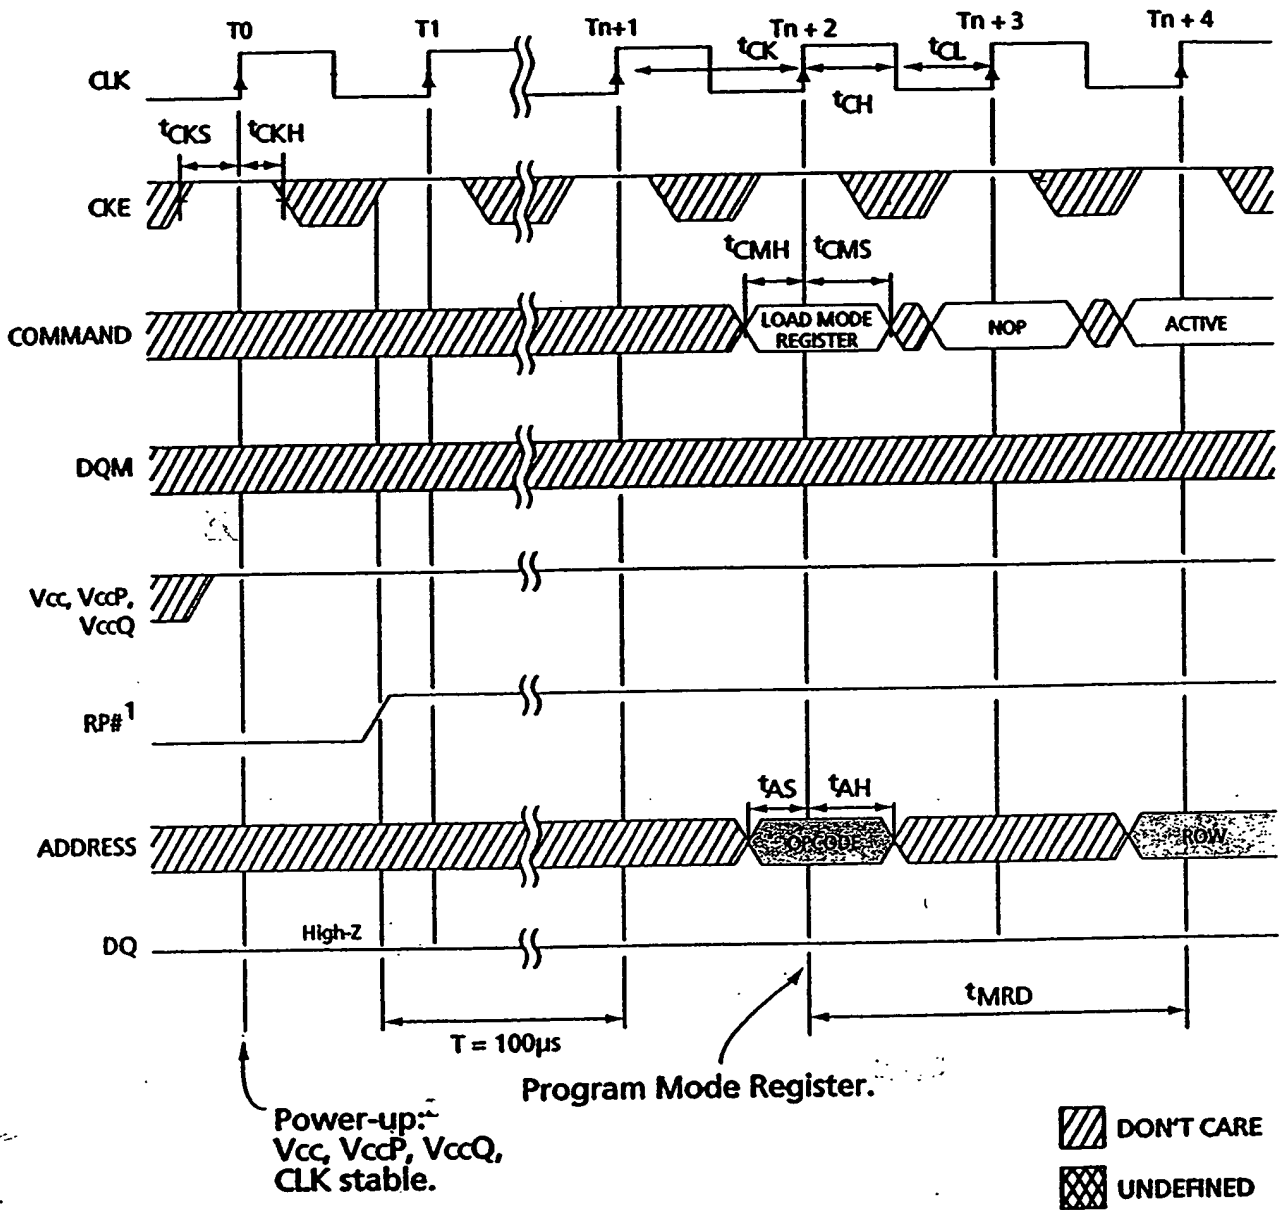 T0 T1 Tn+1 Tn + 2 Tn + 3 Tn + 4
tCK tCL
CLK
tCH
tCKS tCKH
CKE
tCMH tCMS
COMMAND LOAD MODE REGISTER NOP ACTIVE
DQM
Vcc, VccP,
VccQ
RP#1
tAS tAH
ADDRESS OPCODE ROW
High-Z
DQ
tMRD
T = 100µs
Program Mode Register.
Power-up:
Vcc, VccP, VccQ,
CLK stable.
DON'T CARE
UNDEFINED